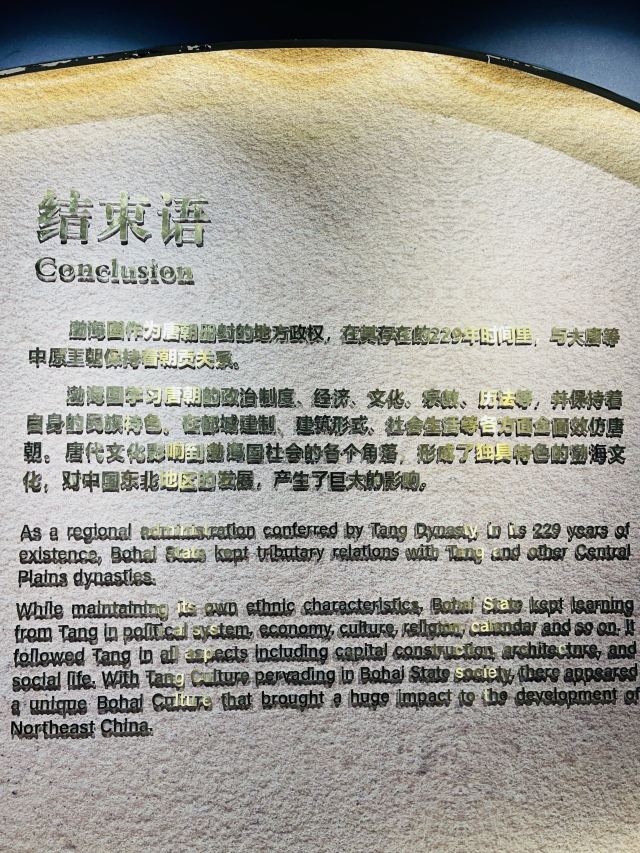 结束语
Conclusion
渤海国作为唐朝册封的地方政权，在其存在的229年时间里，与大唐等
中原王朝保持着朝贡关系。
渤海国学习唐朝的政治制度、经济、文化、宗教、历法等，并保持着
自身的民族特色。在都城建制、建筑形式、社会生活等各方面全面效仿唐
朝。唐代文化影响到渤海国社会的各个角落，形成了独具特色的渤海文
化，对中国东北地区的发展，产生了巨大的影响。
As a regional administration conferred by Tang Dynasty, in its 229 years of
existence, Bohai State kept tributary relations with Tang and other Central
Plains dynasties.
While maintaining its own ethnic characteristics, Bohai State kept learning
from Tang in political system, economy, culture, religion, calendar and so on. It
followed Tang in all aspects including capital construction, architecture, and
social life. With Tang Culture pervading in Bohai State society, there appeared
a unique Bohai Culture that brought a huge impact to the development of
Northeast China.